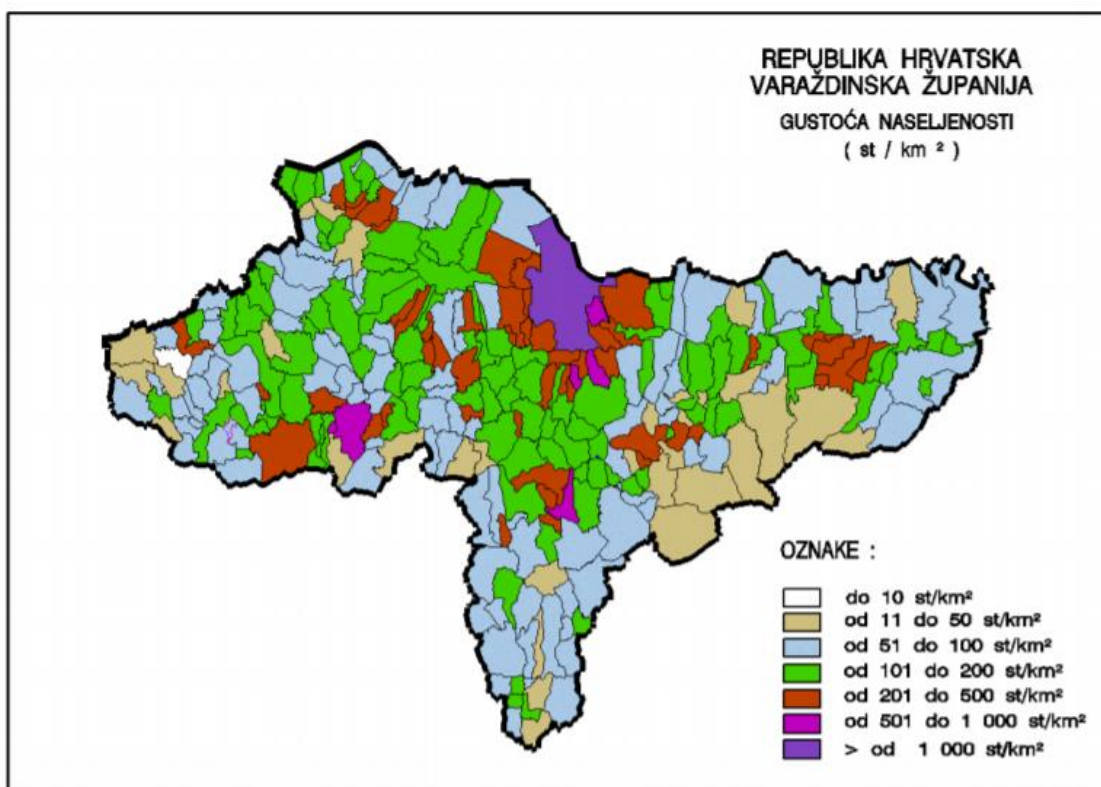 REPUBLIKA HRVATSKA
VARAŽDINSKA ŽUPANIJA
GUSTOĆA NASELJENOSTI
( st / km ² )
OZNAKE :
do 10 st/km²
od 11 do 50 st/km²
od 51 do 100 st/km²
od 101 do 200 st/km²
od 201 do 500 st/km²
od 501 do 1 000 st/km²
> od 1 000 st/km²